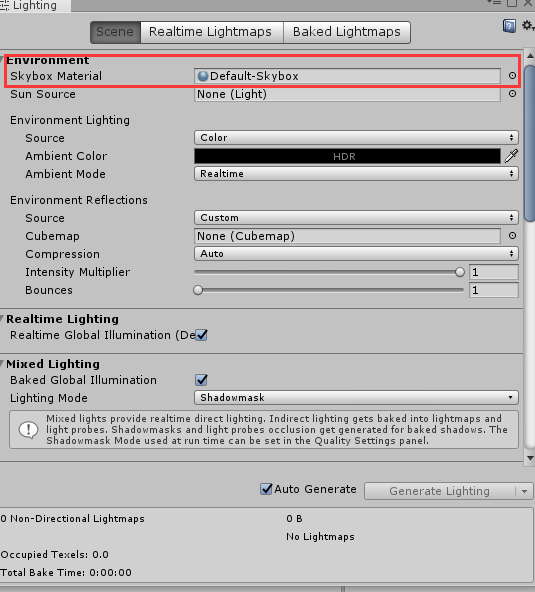 Lighting
Scene Realtime Lightmaps Baked Lightmaps
Environment
Skybox Material Default-Skybox
Sun Source None (Light)
Environment Lighting
Source Color
Ambient Color HDR
Ambient Mode Realtime
Environment Reflections
Source Custom
Cubemap None (Cubemap)
Compression Auto
Intensity Multiplier 1
Bounces 1
Realtime Lighting
Realtime Global Illumination (De
Mixed Lighting
Baked Global Illumination
Lighting Mode Shadowmask
Mixed lights provide realtime direct lighting. Indirect lighting gets baked into lightmaps and
light probes. Shadowmasks and light probes occlusion get generated for baked shadows. The
Shadowmask Mode used at run time can be set in the Quality Settings panel.
Auto Generate Generate Lighting
0 Non-Directional Lightmaps 0 B
No Lightmaps
Occupied Texels: 0.0
Total Bake Time: 0:00:00